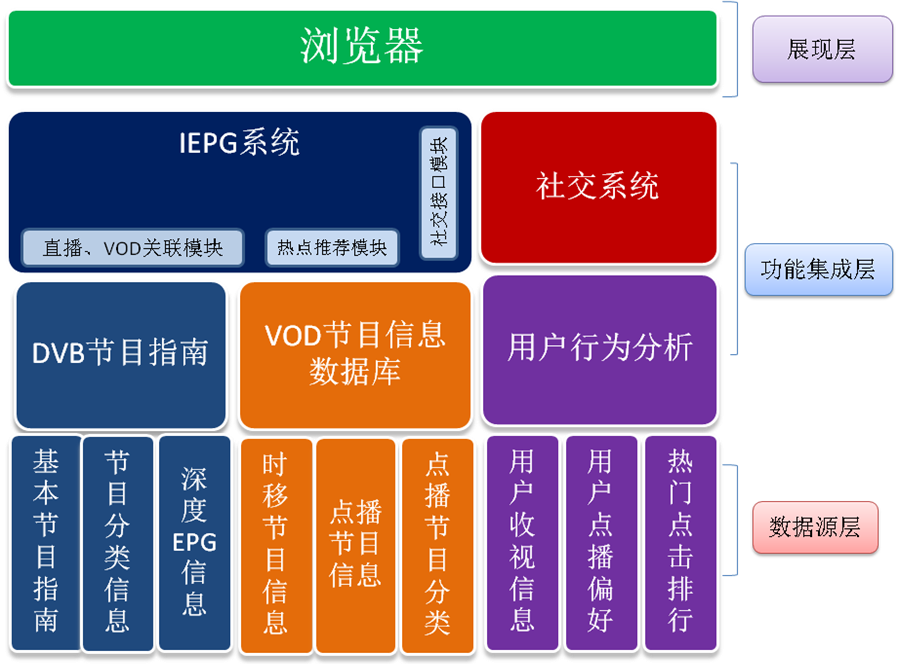 浏览器
展现层
IEPG系统
社交接口模块
直播、VOD关联模块
热点推荐模块
社交系统
功能集成层
DVB节目指南
VOD节目信息
数据库
用户行为分析
基本节目指南
节目分类信息
深度
EPG
信息
时移节目信息
点播
节目
信息
点播节目分类
用户收视信息
用户点播偏好
热门点击排行
数据源层